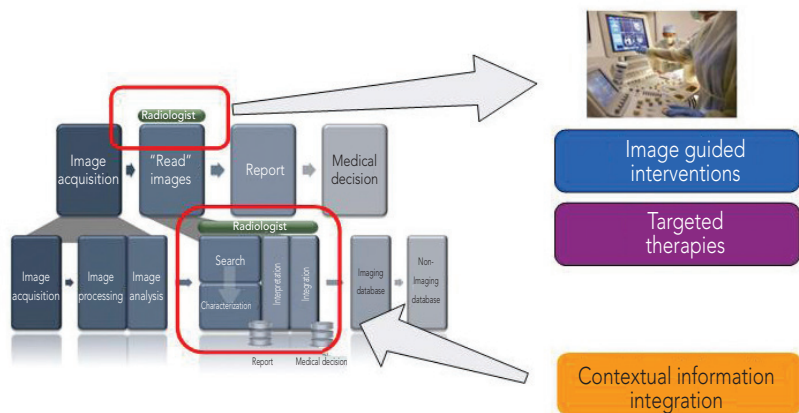 Radiologist
Image
acquisition
"Read"
images
Report
Medical
decision
Radiologist
Image
acquisition
Image
processing
Image
analysis
Search
Characterization
Interpretation
Integration
Imaging
database
Non-
Imaging
database
Report
Medical decision
Image guided
interventions
Targeted
therapies
Contextual information
integration